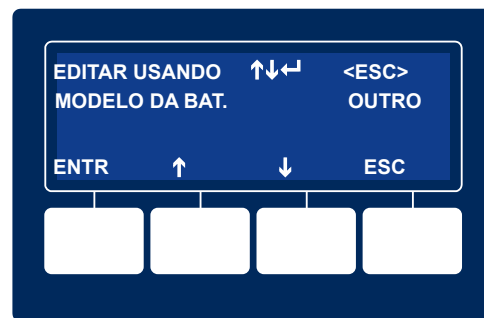 EDITAR USANDO ↑↓↵ <ESC>
MODELO DA BAT. OUTRO
ENTR ↑ ↓ ESC